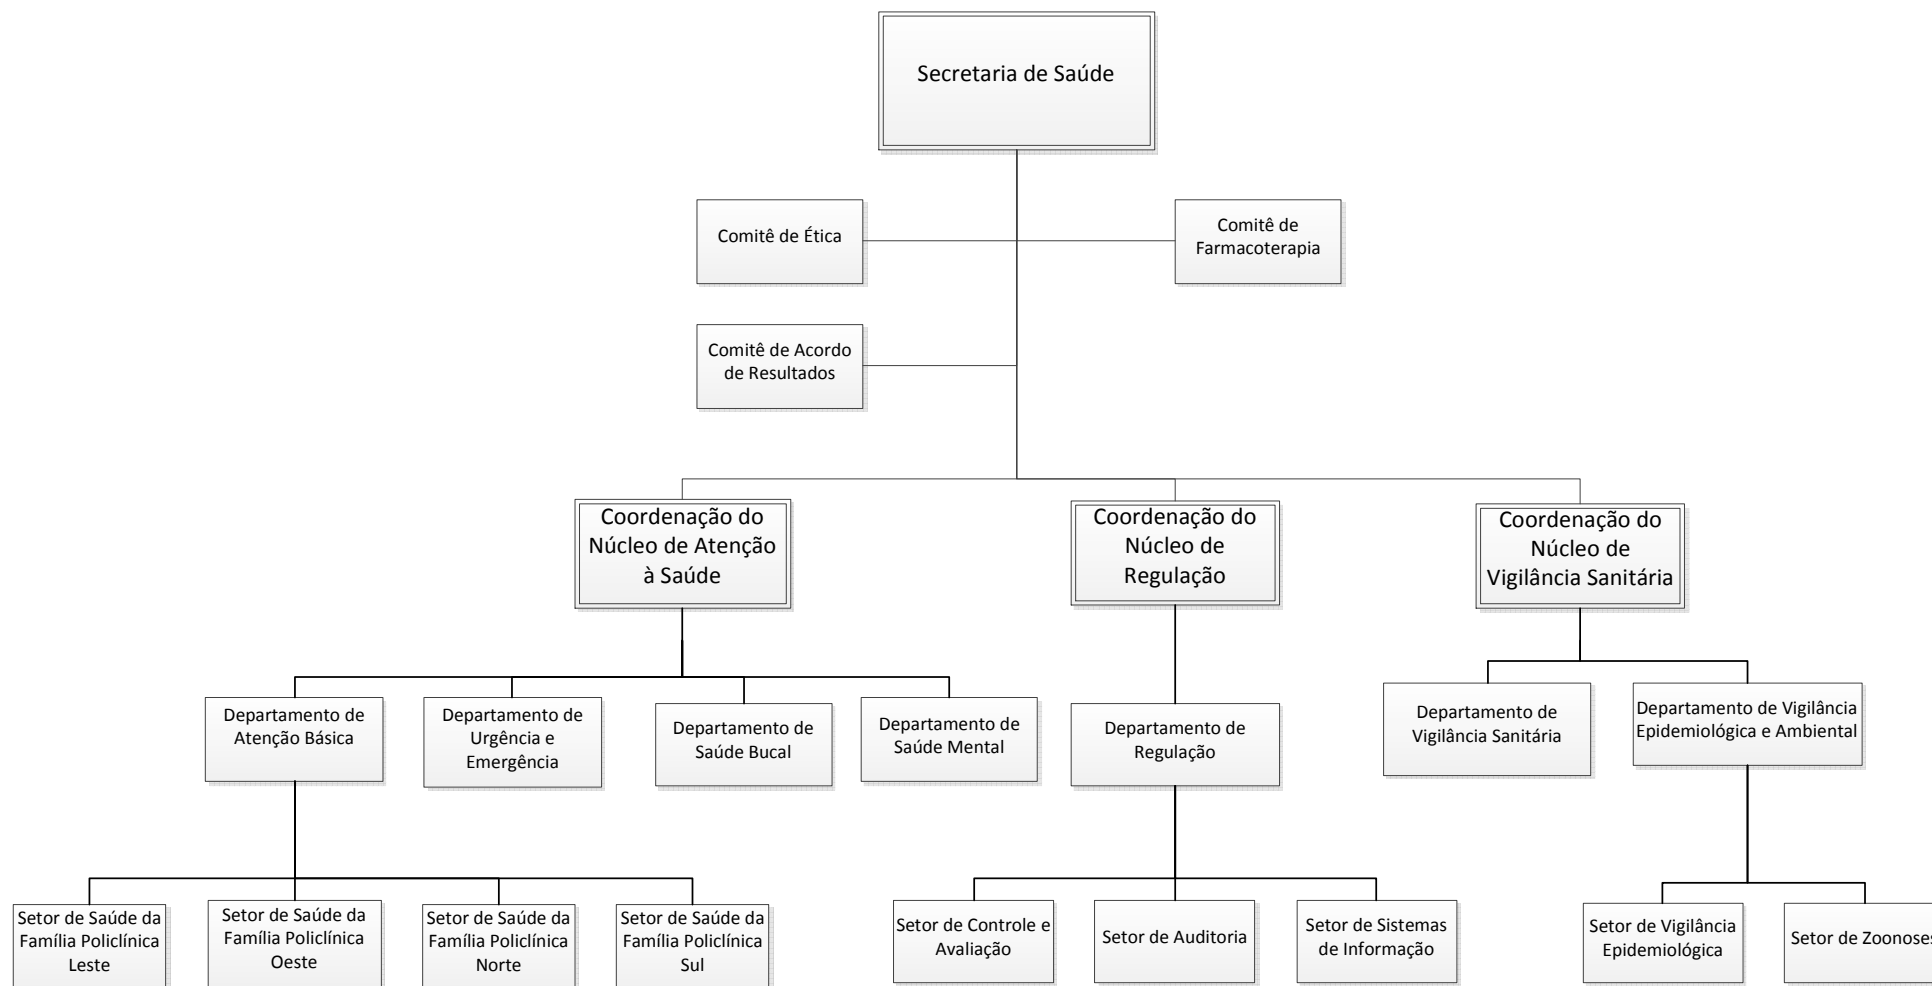 Secretaria de Saúde
Comitê de Ética
Comitê de
Farmacoterapia
Comitê de Acordo
de Resultados
Coordenação do
Núcleo de Atenção
à Saúde
Coordenação do
Núcleo de
Regulação
Coordenação do
Núcleo de
Vigilância Sanitária
Departamento de
Atenção Básica
Departamento de
Urgência e
Emergência
Departamento de
Saúde Bucal
Departamento de
Saúde Mental
Departamento de
Regulação
Departamento de
Vigilância Sanitária
Departamento de Vigilância
Epidemiológica e Ambiental
Setor de Saúde da
Família Policlínica
Leste
Setor de Saúde da
Família Policlínica
Oeste
Setor de Saúde da
Família Policlínica
Norte
Setor de Saúde da
Família Policlínica
Sul
Setor de Controle e
Avaliação
Setor de Auditoria
Setor de Sistemas
de Informação
Setor de Vigilância
Epidemiológica
Setor de Zoonoses